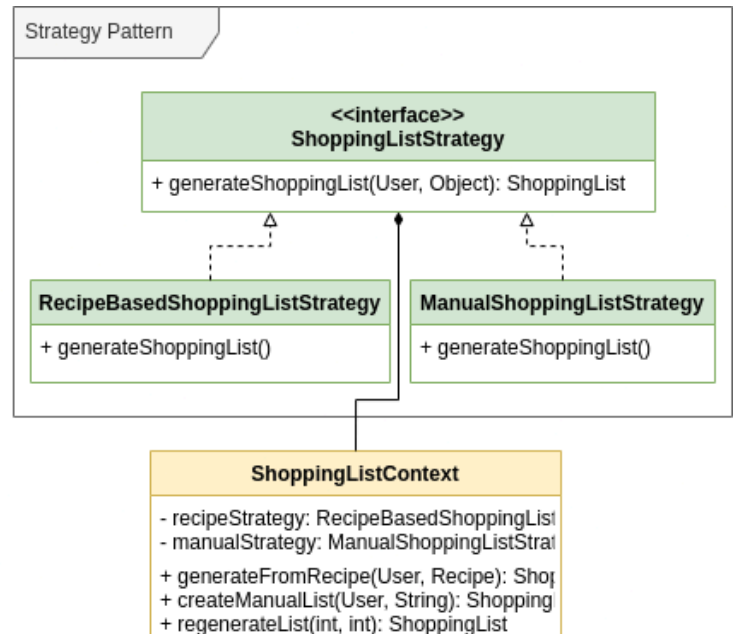 Strategy Pattern
<<interface>>
ShoppingListStrategy
+ generateShoppingList(User, Object): ShoppingList
RecipeBasedShoppingListStrategy
+ generateShoppingList()
ManualShoppingListStrategy
+ generateShoppingList()
ShoppingListContext
- recipeStrategy: RecipeBasedShoppingList
- manualStrategy: ManualShoppingListStrat
+ generateFromRecipe(User, Recipe): Shop
+ createManualList(User, String): Shopping
+ regenerateList(int, int): ShoppingList